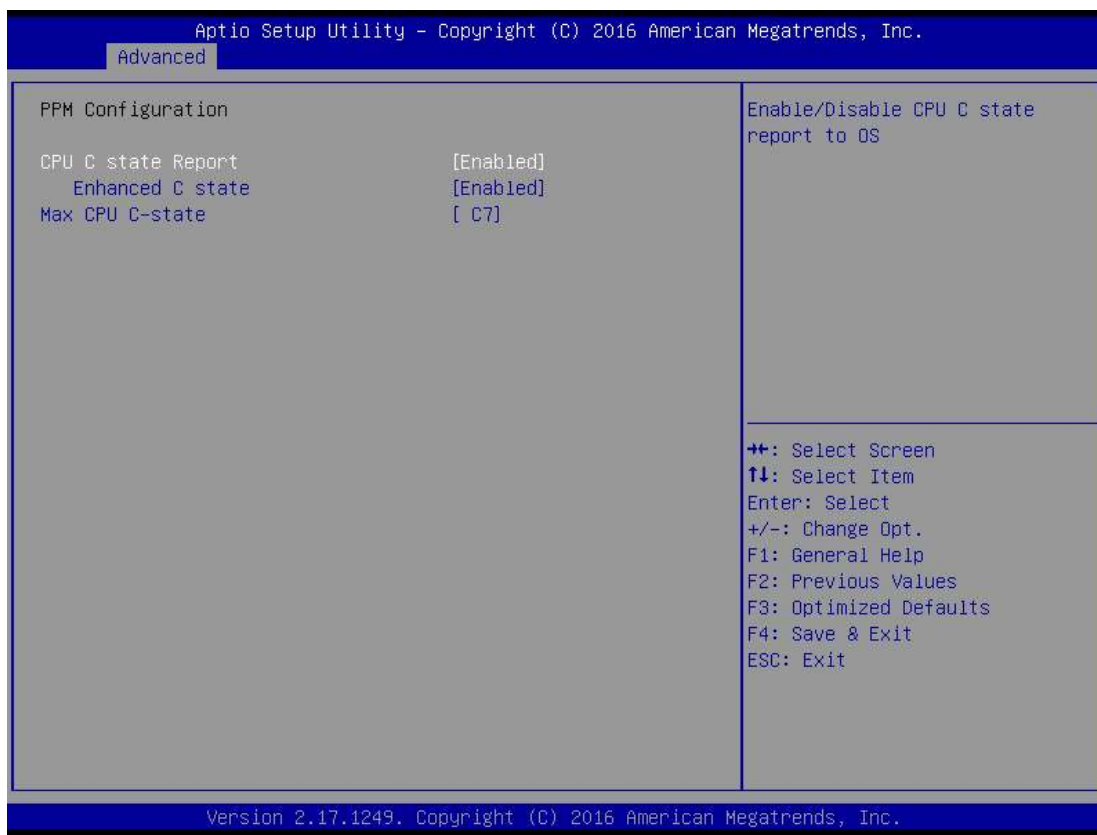 Aptio Setup Utility – Copyright (C) 2016 American Megatrends, Inc.
Advanced
PPM Configuration
CPU C state Report [Enabled]
Enhanced C state [Enabled]
Max CPU C-state [ C7]
Enable/Disable CPU C state
report to OS
→←: Select Screen
↑↓: Select Item
Enter: Select
+/-: Change Opt.
F1: General Help
F2: Previous Values
F3: Optimized Defaults
F4: Save & Exit
ESC: Exit
Version 2.17.1249. Copyright (C) 2016 American Megatrends, Inc.